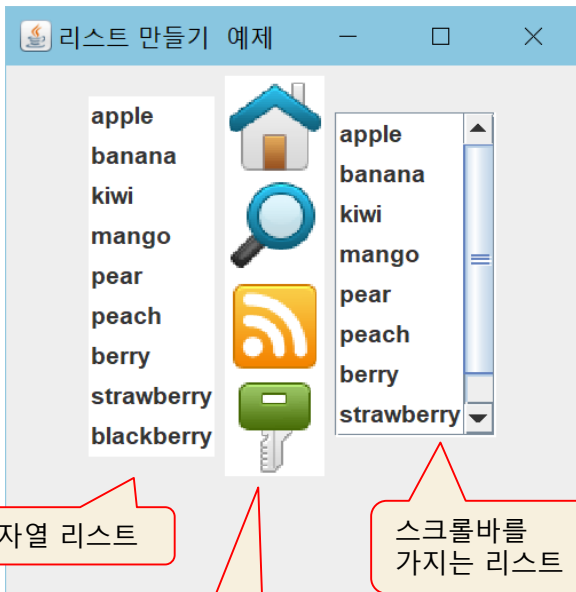 리스트 만들기 예제
apple
banana
kiwi
mango
pear
peach
berry
strawberry
blackberry
apple
banana
kiwi
mango
pear
peach
berry
strawberry
자열 리스트
스크롤바를
가지는 리스트